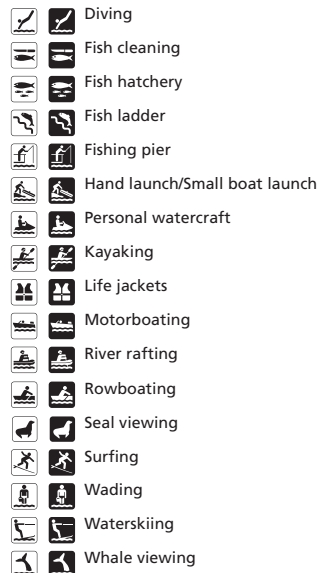 Diving
Fish cleaning
Fish hatchery
Fish ladder
Fishing pier
Hand launch/Small boat launch
Personal watercraft
Kayaking
Life jackets
Motorboating
River rafting
Rowboating
Seal viewing
Surfing
Wading
Waterskiing
Whale viewing